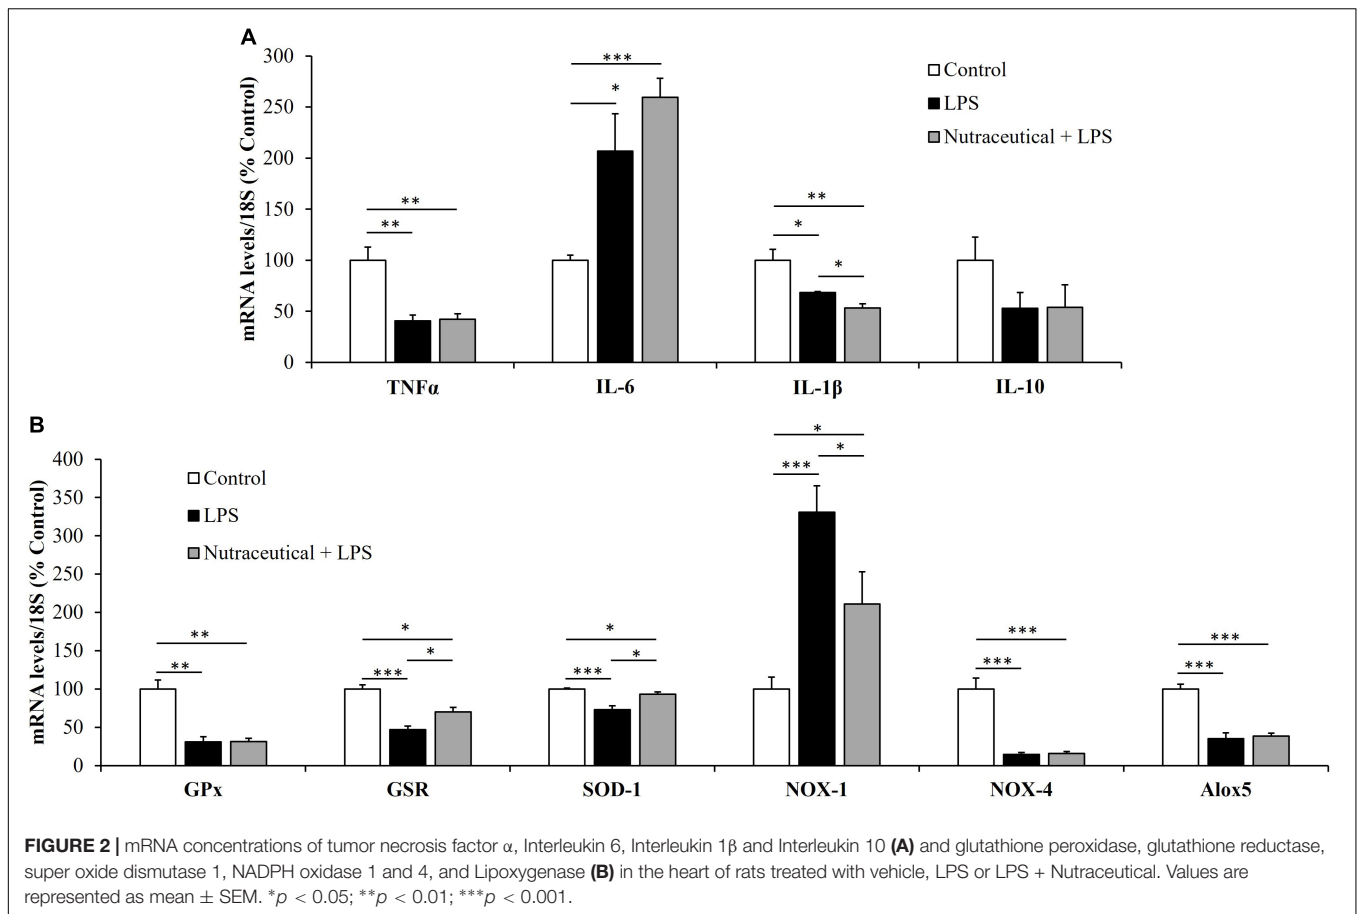 A
300
250
200
150
100
50
0
mRNA levels/18S (% Control)
Control
LPS
Nutraceutical + LPS
***
*
**
**
**
*
*
TNFα IL-6 IL-1β IL-10
B
400
350
300
250
200
150
100
50
0
mRNA levels/18S (% Control)
Control
LPS
Nutraceutical + LPS
*
*
***
**
**
*
*
***
*
*
***
***
***
***
***
GPx GSR SOD-1 NOX-1 NOX-4 Alox5
FIGURE 2 | mRNA concentrations of tumor necrosis factor α, Interleukin 6, Interleukin 1β and Interleukin 10 (A) and glutathione peroxidase, glutathione reductase,
super oxide dismutase 1, NADPH oxidase 1 and 4, and Lipoxygenase (B) in the heart of rats treated with vehicle, LPS or LPS + Nutraceutical. Values are
represented as mean ± SEM. *p < 0.05; **p < 0.01; ***p < 0.001.